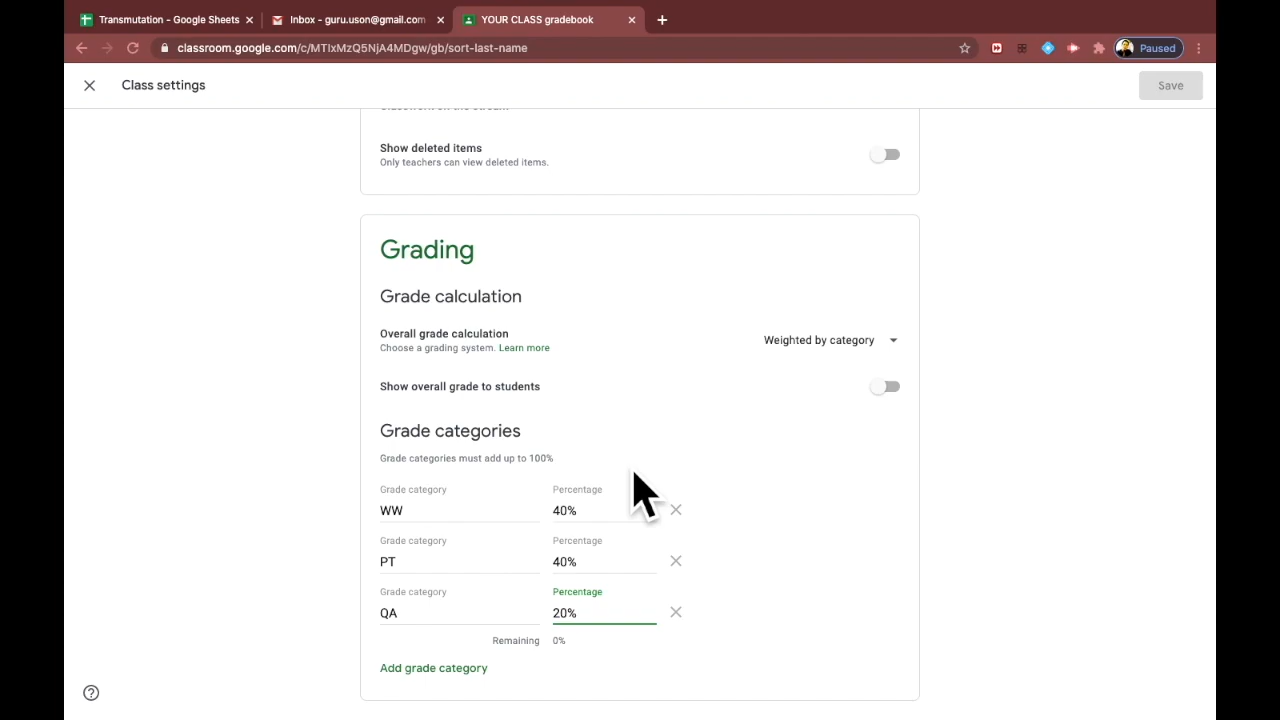 Transmutation - Google Sheets
Inbox - guru.uson@gmail.com
YOUR CLASS gradebook
classroom.google.com/c/MTIxMzQ5NjA4MDgw/gb/sort-last-name
Paused
Class settings
Save
Classwork on the stream
Show deleted items
Only teachers can view deleted items.
Grading
Grade calculation
Overall grade calculation
Choose a grading system. Learn more
Weighted by category
Show overall grade to students
Grade categories
Grade categories must add up to 100%
Grade category Percentage
WW 40%
Grade category Percentage
PT 40%
Grade category Percentage
QA 20%
Remaining 0%
Add grade category